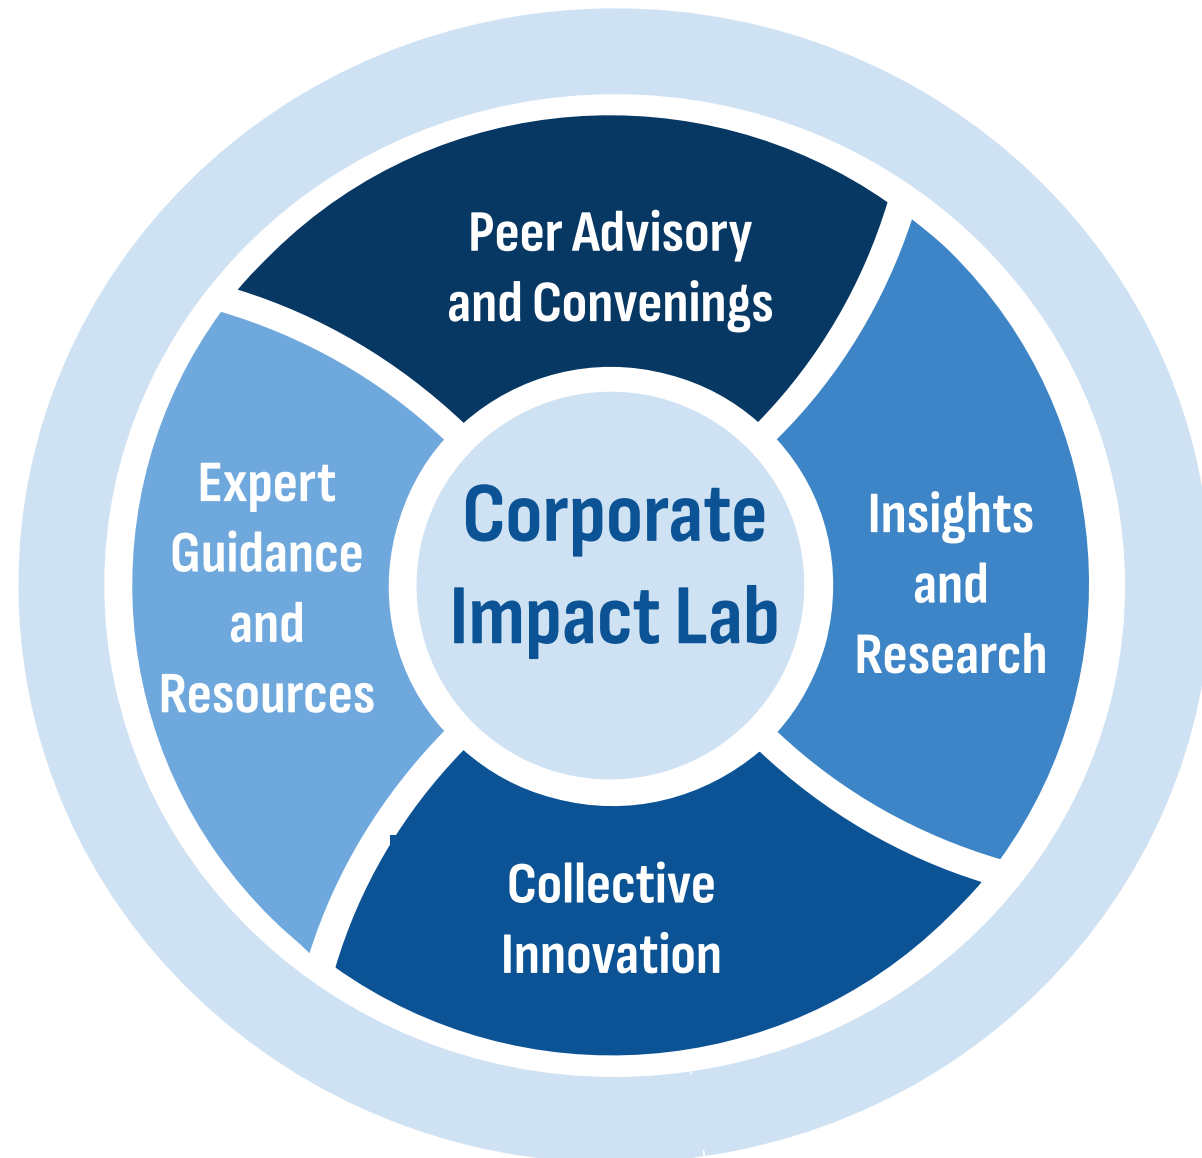 Peer Advisory
and Convenings
Expert
Guidance
and
Resources
Corporate
Impact Lab
Insights
and
Research
Collective
Innovation